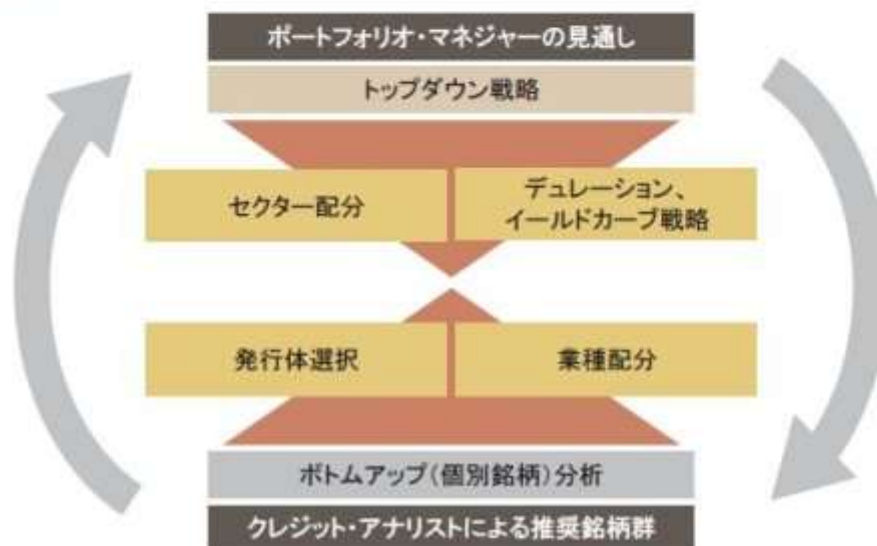 ポートフォリオ・マネジャーの見通し
トップダウン戦略
セクター配分
デュレーション、
イールドカーブ戦略
発行体選択
業種配分
ボトムアップ(個別銘柄)分析
クレジット・アナリストによる推奨銘柄群